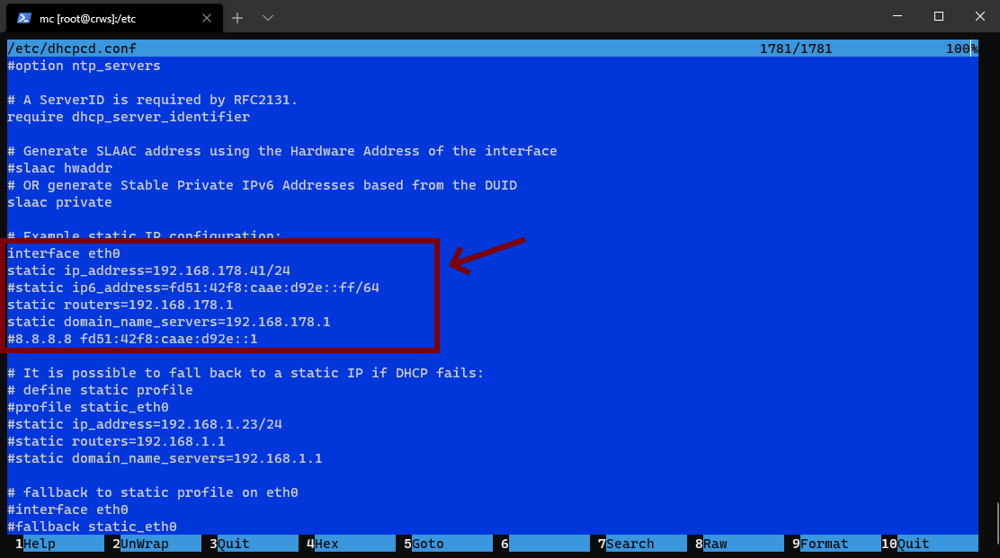 mc [root@crws]:/etc
/etc/dhcpcd.conf 1781/1781 100%
#option ntp_servers
# A ServerID is required by RFC2131.
require dhcp_server_identifier
# Generate SLAAC address using the Hardware Address of the interface
#slaac hwaddr
# OR generate Stable Private IPv6 Addresses based from the DUID
slaac private
# Example static IP configuration:
interface eth0
static ip_address=192.168.178.41/24
#static ip6_address=fd51:42f8:caae:d92e::ff/64
static routers=192.168.178.1
static domain_name_servers=192.168.178.1
#8.8.8.8 fd51:42f8:caae:d92e::1
# It is possible to fall back to a static IP if DHCP fails:
# define static profile
#profile static_eth0
#static ip_address=192.168.1.23/24
#static routers=192.168.1.1
#static domain_name_servers=192.168.1.1
# fallback to static profile on eth0
#interface eth0
#fallback static_eth0
1Help 2UnWrap 3Quit 4Hex 5Goto 6 7Search 8Raw 9Format 10Quit